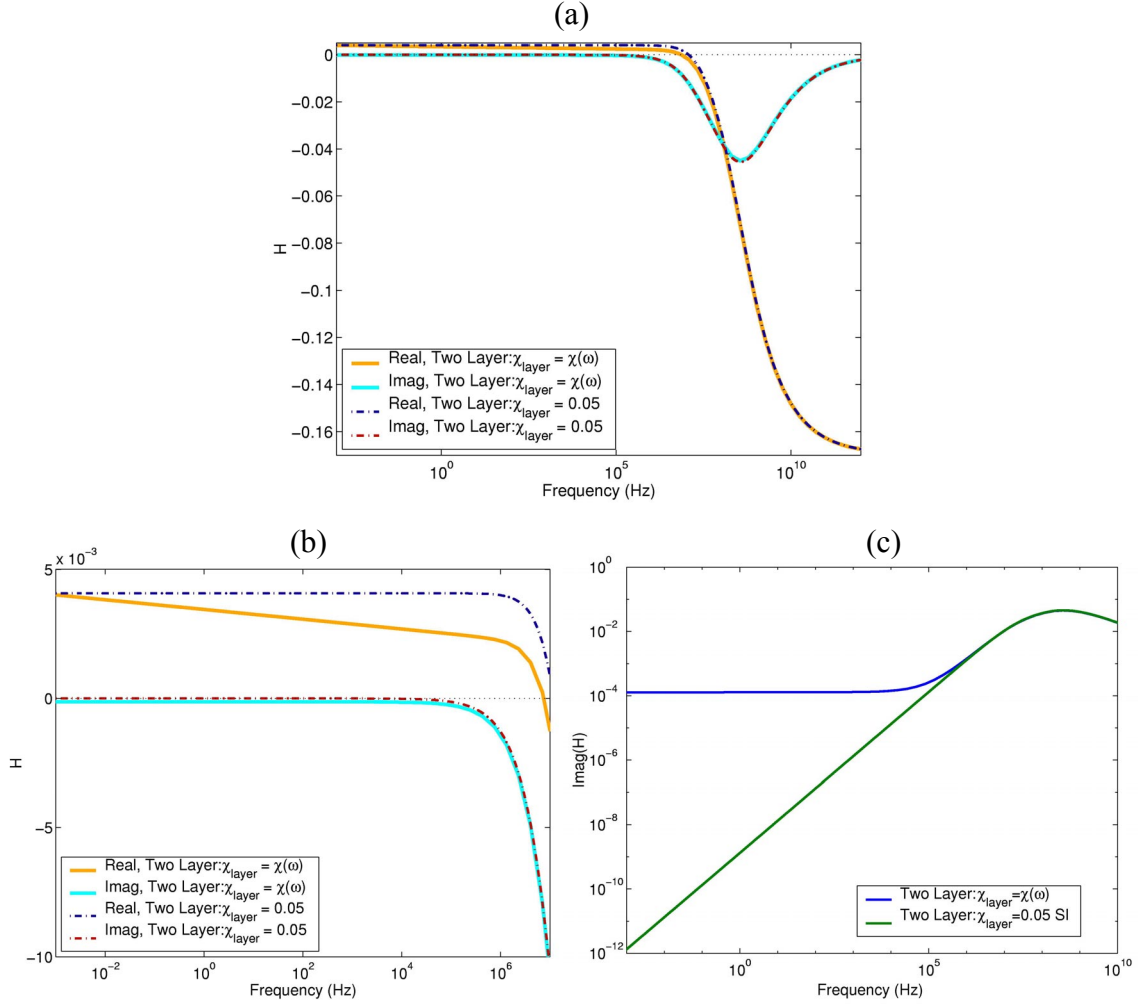 (a)
0
−0.02
−0.04
−0.06
−0.08
−0.1
−0.12
−0.14
−0.16
H
Real, Two Layer:χlayer = χ(ω)
Imag, Two Layer:χlayer = χ(ω)
Real, Two Layer:χlayer = 0.05
Imag, Two Layer:χlayer = 0.05
10^0 10^5 10^10
Frequency (Hz)
(b)
x 10^−3
5
0
−5
−10
H
Real, Two Layer:χlayer = χ(ω)
Imag, Two Layer:χlayer = χ(ω)
Real, Two Layer:χlayer = 0.05
Imag, Two Layer:χlayer = 0.05
10^−2 10^0 10^2 10^4 10^6
Frequency (Hz)
(c)
10^0
10^−2
10^−4
10^−6
10^−8
10^−10
10^−12
Imag(H)
Two Layer:χlayer=χ(ω)
Two Layer:χlayer=0.05 SI
10^0 10^5 10^10
Frequency (Hz)